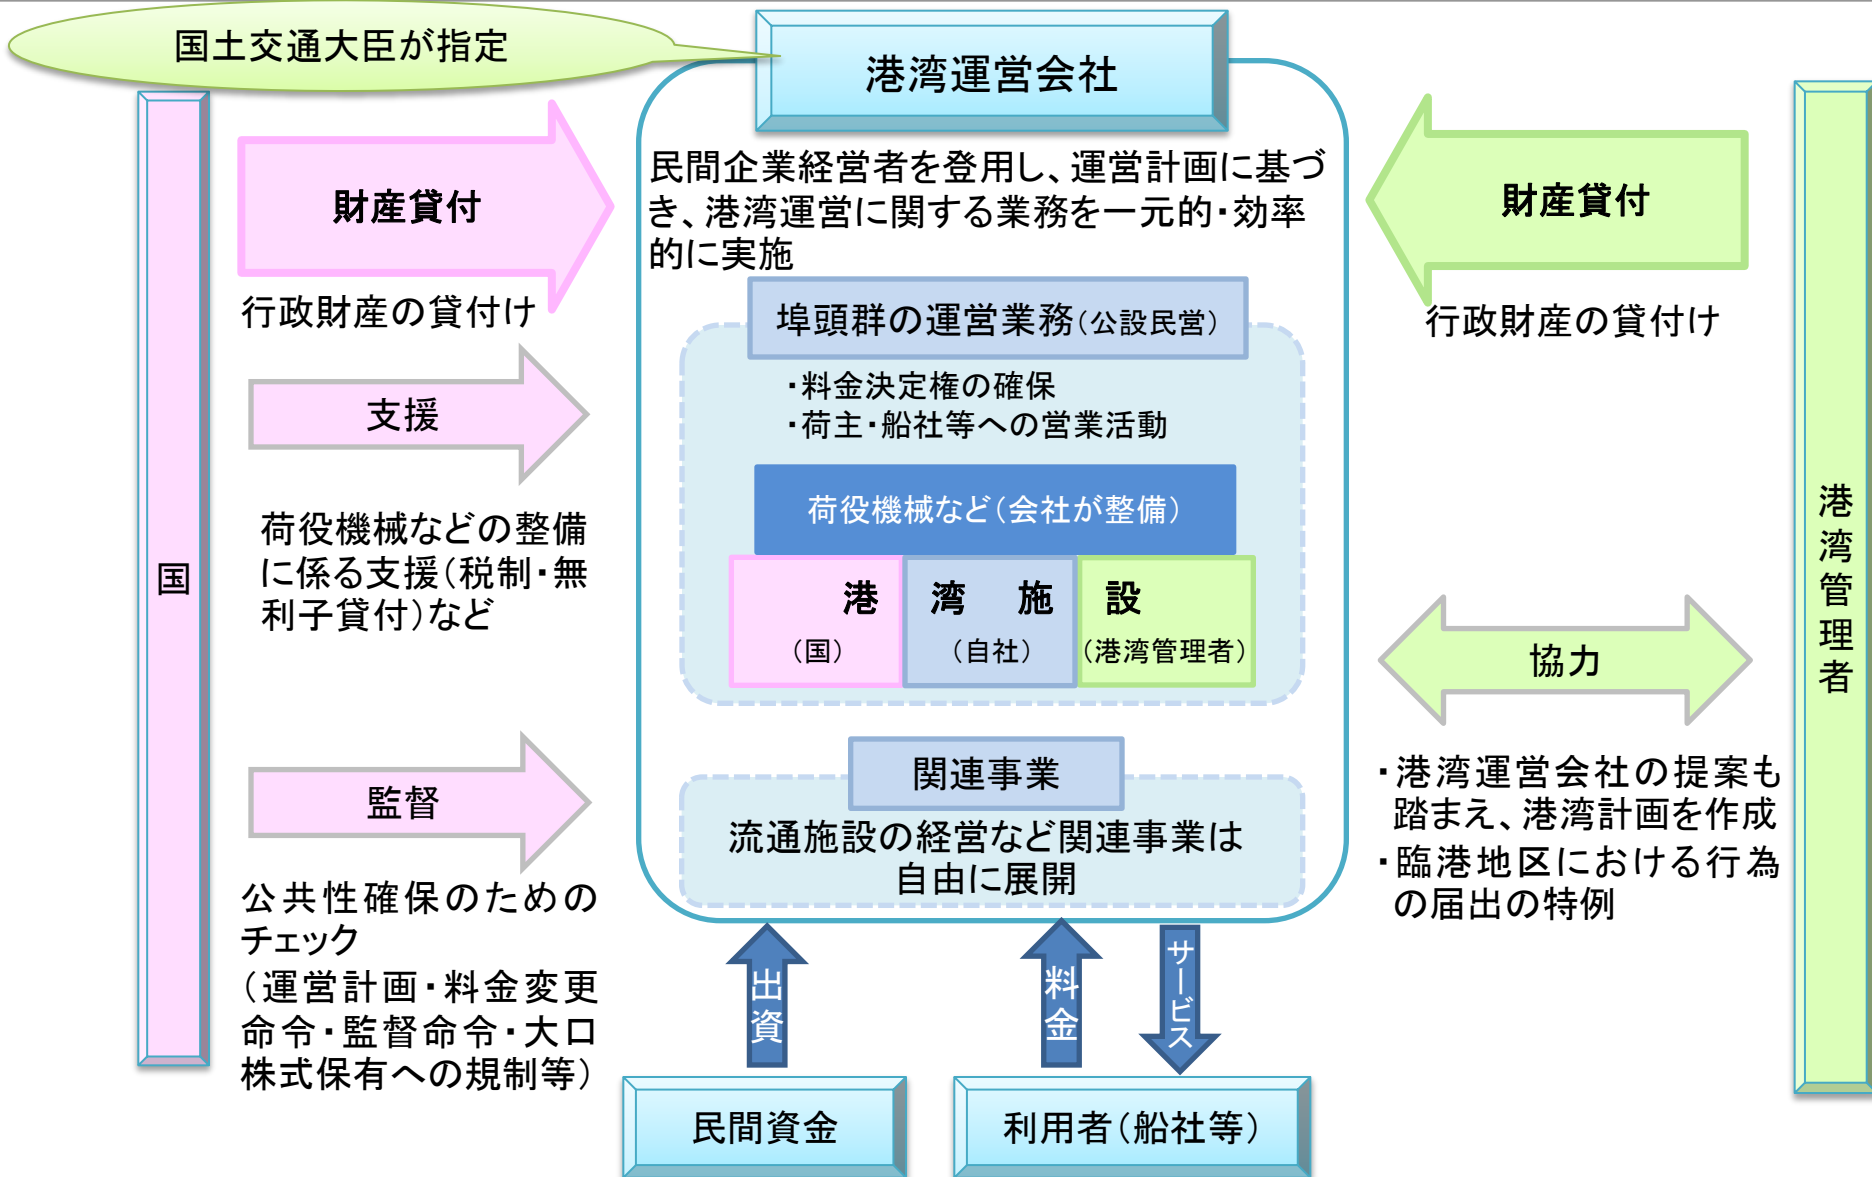 国土交通大臣が指定
港湾運営会社
民間企業経営者を登用し、運営計画に基づ
き、港湾運営に関する業務を一元的・効率
的に実施
国
財産貸付
行政財産の貸付け
支援
荷役機械などの整備
に係る支援(税制・無
利子貸付)など
監督
公共性確保のための
チェック
(運営計画・料金変更
命令・監督命令・大口
株式保有への規制等)
埠頭群の運営業務(公設民営)
・料金決定権の確保
・荷主・船社等への営業活動
荷役機械など(会社が整備)
港湾施設
(国)
(自社)
(港湾管理者)
関連事業
流通施設の経営など関連事業は
自由に展開
財産貸付
行政財産の貸付け
協力
・港湾運営会社の提案も
踏まえ、港湾計画を作成
・臨港地区における行為
の届出の特例
港湾管理者
出資
料金
サービス
民間資金
利用者(船社等)